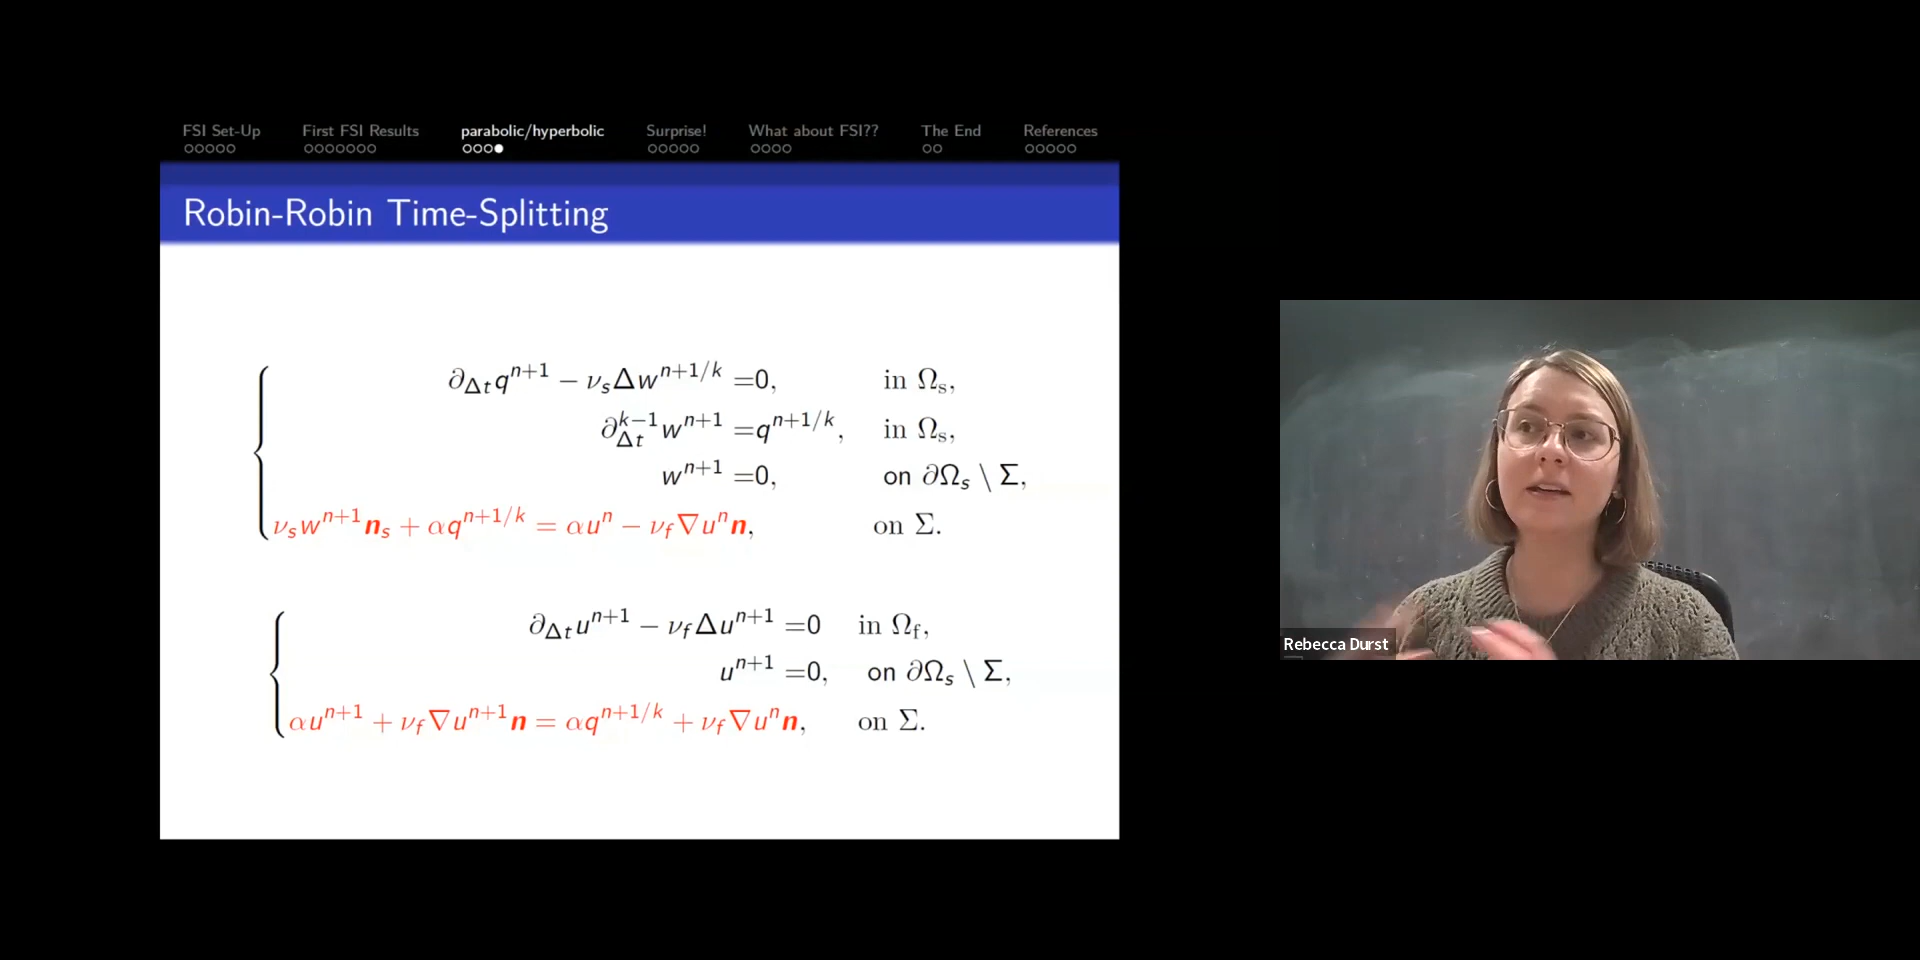 FSI Set-Up First FSI Results parabolic/hyperbolic Surprise! What about FSI?? The End References
Robin-Robin Time-Splitting
∂_{Δt}q^{n+1} − ν_sΔw^{n+1/k} =0, in Ω_s,
∂^{k−1}_{Δt}w^{n+1} =q^{n+1/k}, in Ω_s,
w^{n+1} =0, on ∂Ω_s \ Σ,
ν_sw^{n+1}n_s + αq^{n+1/k} = αu^n − ν_f∇u^nn, on Σ.
∂_{Δt}u^{n+1} − ν_fΔu^{n+1} =0 in Ω_f,
u^{n+1} =0, on ∂Ω_s \ Σ,
αu^{n+1} + ν_f∇u^{n+1}n = αq^{n+1/k} + ν_f∇u^nn, on Σ.
Rebecca Durst